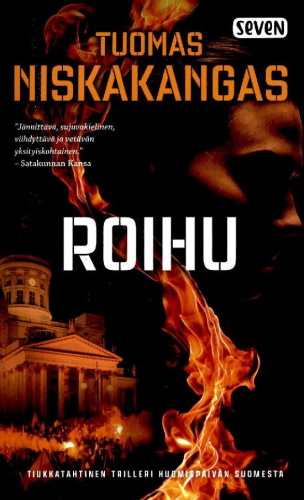 seven
TUOMAS
NISKAKANGAS
"Jännittävä, sujuvakielinen,
viihdyttävä ja vetävän
yksityiskohtainen."
– Satakunnan Kansa
ROIHU
TIUKKATAHTINEN TRILLERI HUOMISPÄIVÄN SUOMESTA